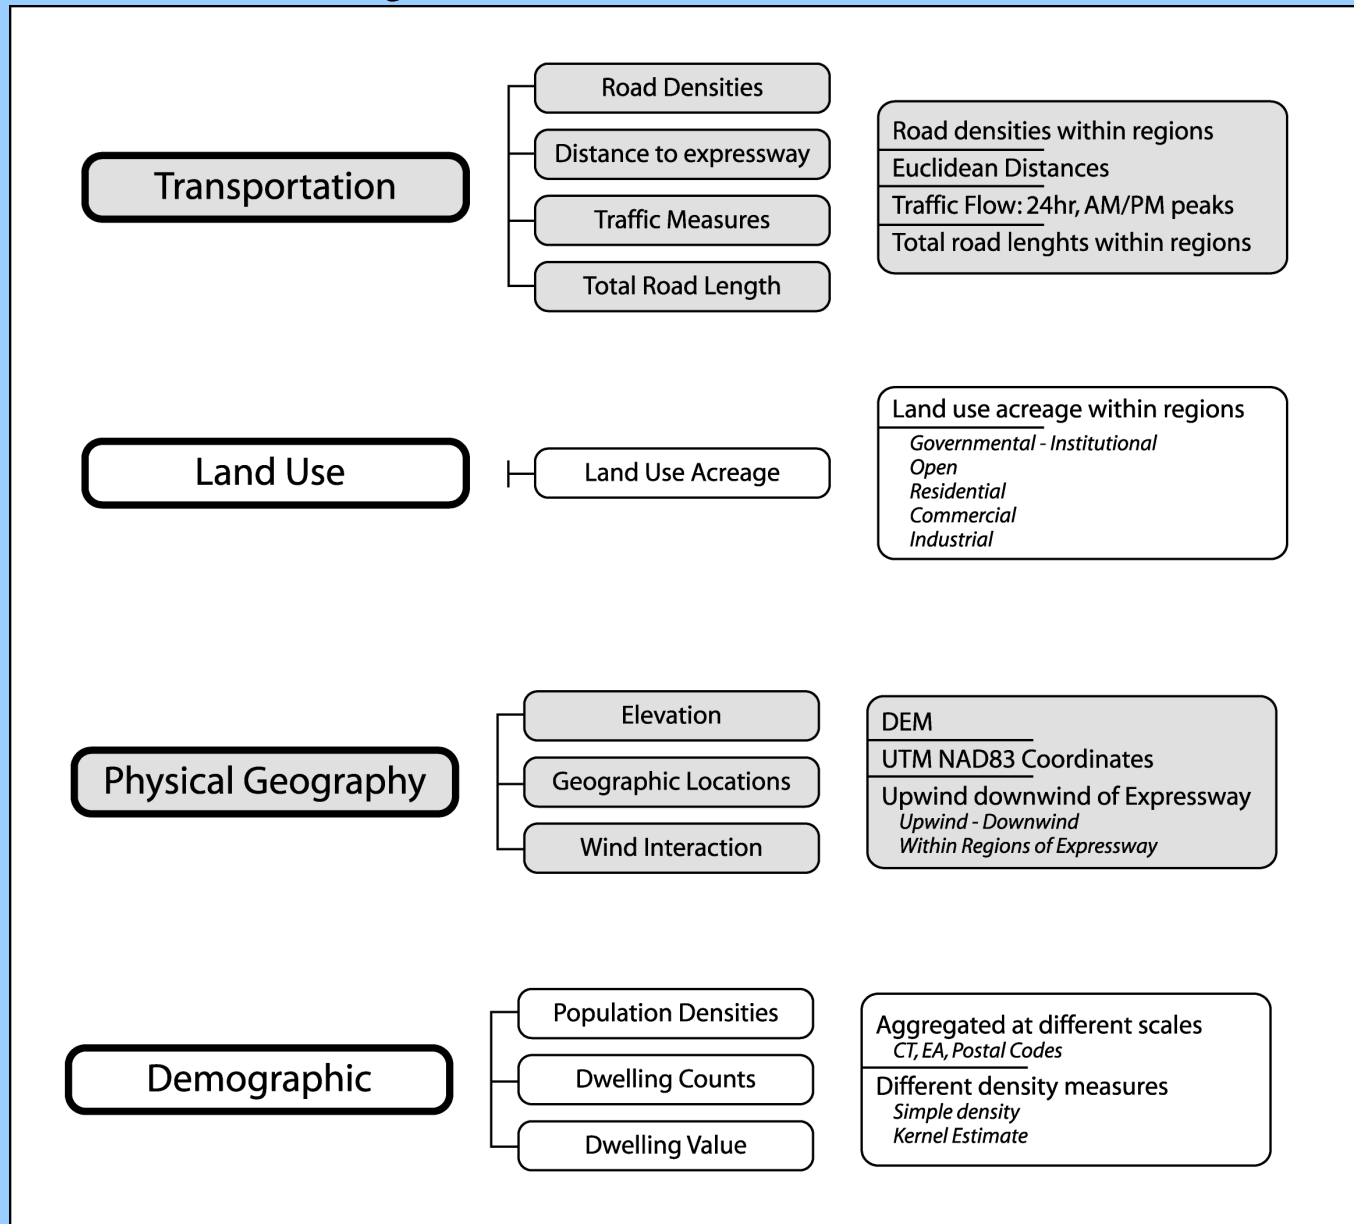 Transportation
Road Densities
Distance to expressway
Traffic Measures
Total Road Length
Road densities within regions
Euclidean Distances
Traffic Flow: 24hr, AM/PM peaks
Total road lenghts within regions
Land Use
Land Use Acreage
Land use acreage within regions
Governmental - Institutional
Open
Residential
Commercial
Industrial
Physical Geography
Elevation
Geographic Locations
Wind Interaction
DEM
UTM NAD83 Coordinates
Upwind downwind of Expressway
Upwind - Downwind
Within Regions of Expressway
Demographic
Population Densities
Dwelling Counts
Dwelling Value
Aggregated at different scales
CT, EA, Postal Codes
Different density measures
Simple density
Kernel Estimate